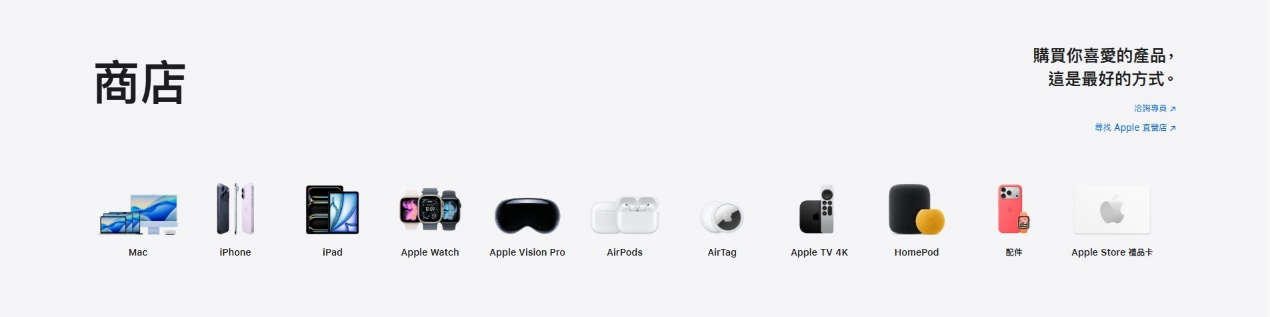 商店
購買你喜愛的產品，
這是最好的方式。
洽詢專員 ↗
尋找 Apple 直營店 ↗
Mac
iPhone
iPad
Apple Watch
Apple Vision Pro
AirPods
AirTag
Apple TV 4K
HomePod
配件
Apple Store 禮品卡